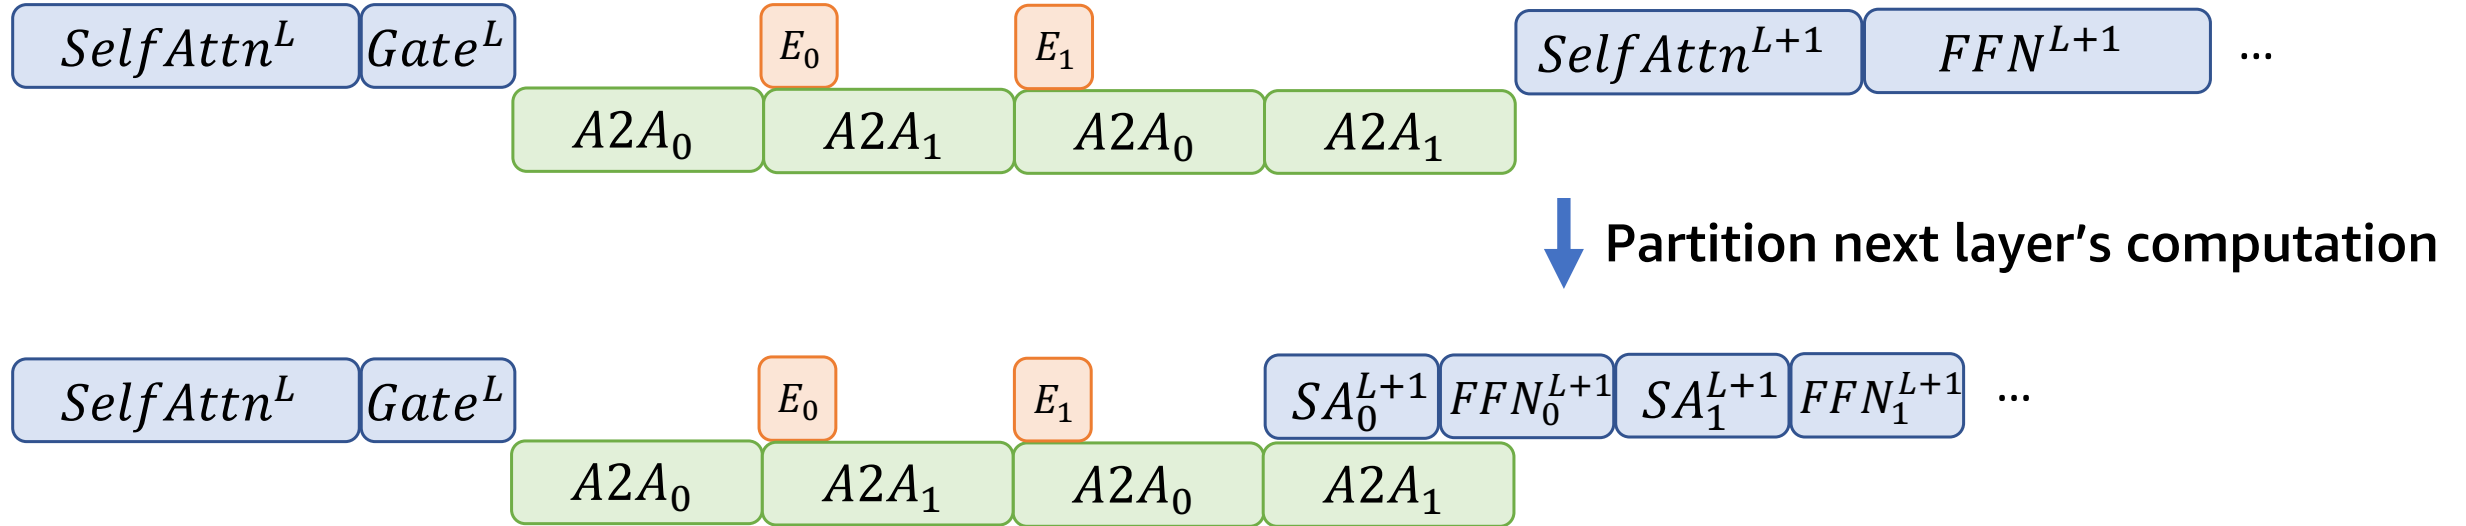 SelfAttn^L Gate^L E_0 E_1 SelfAttn^{L+1} FFN^{L+1} ...
A2A_0 A2A_1 A2A_0 A2A_1
Partition next layer's computation
SelfAttn^L Gate^L E_0 E_1 SA_0^{L+1} FFN_0^{L+1} SA_1^{L+1} FFN_1^{L+1} ...
A2A_0 A2A_1 A2A_0 A2A_1